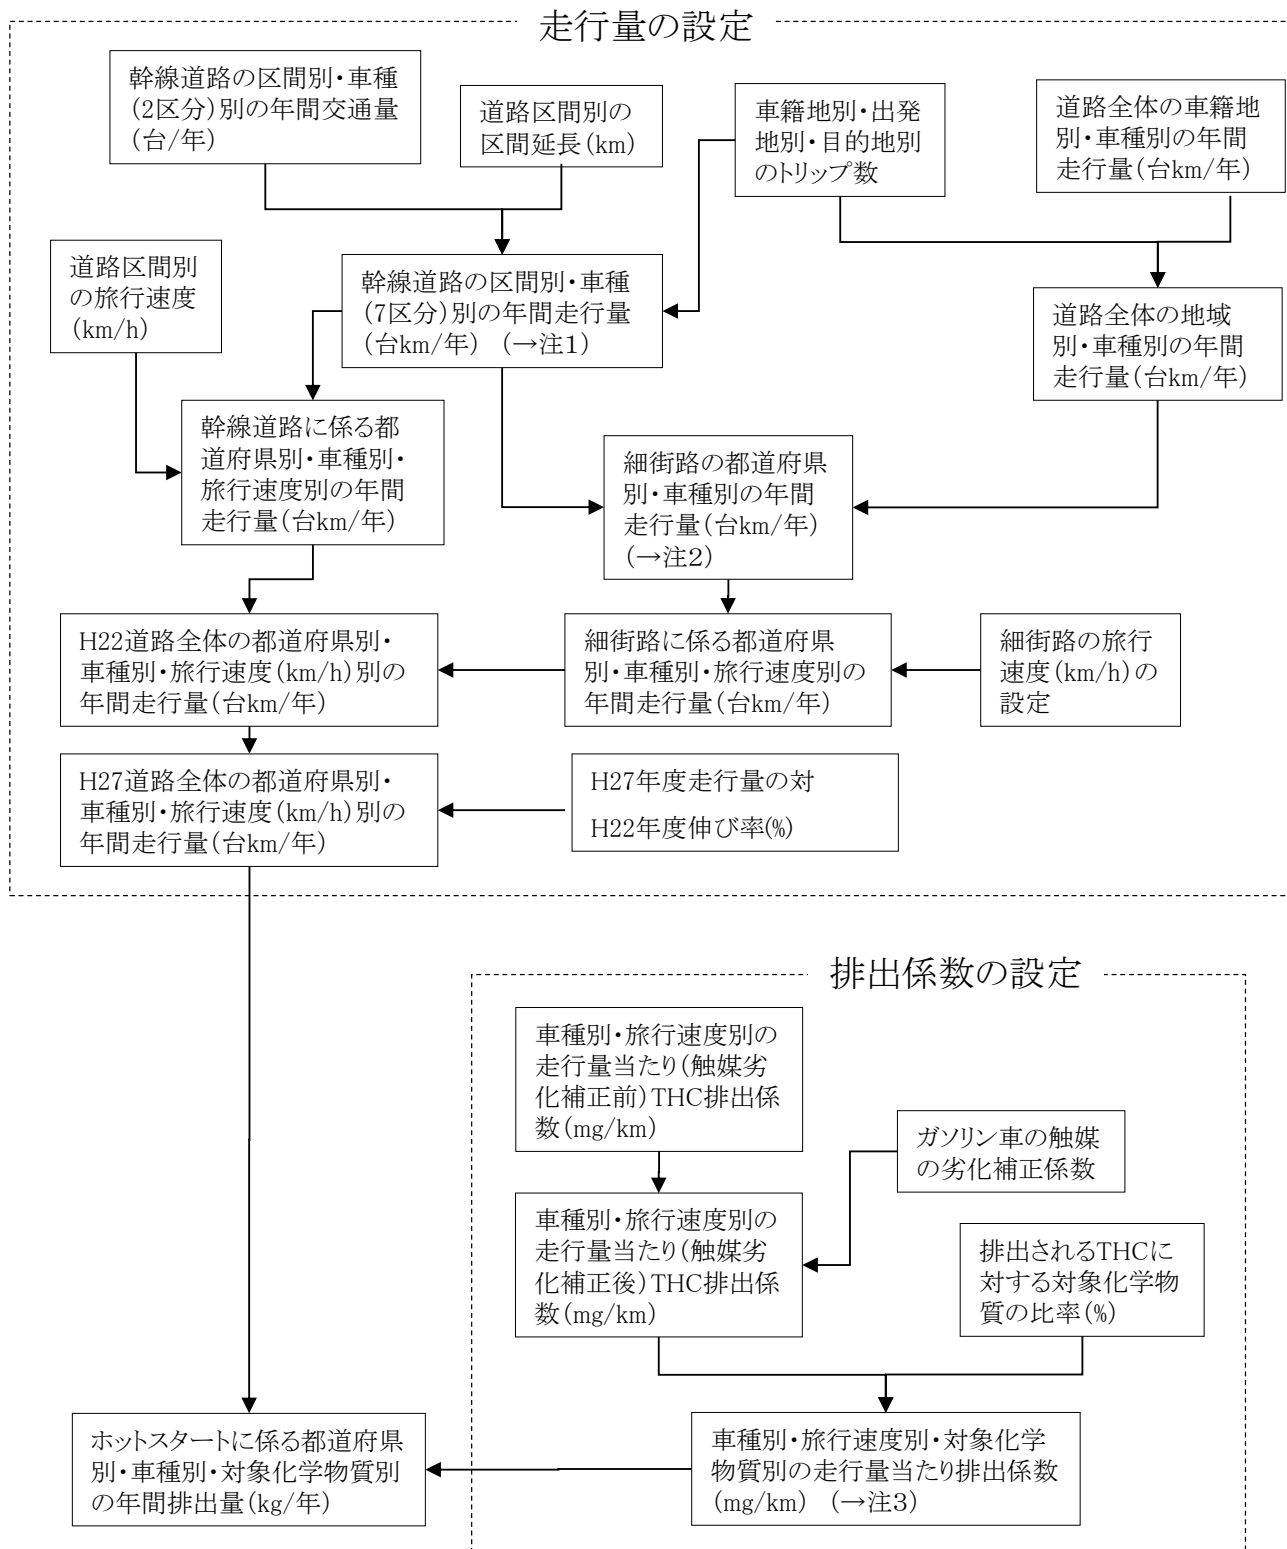 走行量の設定
幹線道路の区間別・車種
(2区分)別の年間交通量
(台/年)
道路区間別の
区間延長(km)
車籍地別・出発
地別・目的地別
のトリップ数
道路全体の車籍地
別・車種別の年間
走行量(台km/年)
道路区間別
の旅行速度
(km/h)
幹線道路の区間別・車種
(7区分)別の年間走行量
(台km/年) (→注1)
道路全体の地域
別・車種別の年間
走行量(台km/年)
幹線道路に係る都
道府県別・車種別・
旅行速度別の年間
走行量(台km/年)
細街路の都道府県
別・車種別の年間
走行量(台km/年)
(→注2)
H22道路全体の都道府県別・
車種別・旅行速度(km/h)別の
年間走行量(台km/年)
細街路に係る都道府県
別・車種別・旅行速度別の
年間走行量(台km/年)
細街路の旅行
速度(km/h)の
設定
H27道路全体の都道府県別・
車種別・旅行速度(km/h)別の
年間走行量(台km/年)
H27年度走行量の対
H22年度伸び率(%)
排出係数の設定
車種別・旅行速度別の
走行量当たり(触媒劣
化補正前)THC排出係
数(mg/km)
ガソリン車の触媒
の劣化補正係数
車種別・旅行速度別の
走行量当たり(触媒劣
化補正後)THC排出係
数(mg/km)
排出されるTHCに
対する対象化学物
質の比率(%)
ホットスタートに係る都道府県
別・車種別・対象化学物質別
の年間排出量(kg/年)
車種別・旅行速度別・対象化学
物質別の走行量当たり排出係数
(mg/km) (→注3)